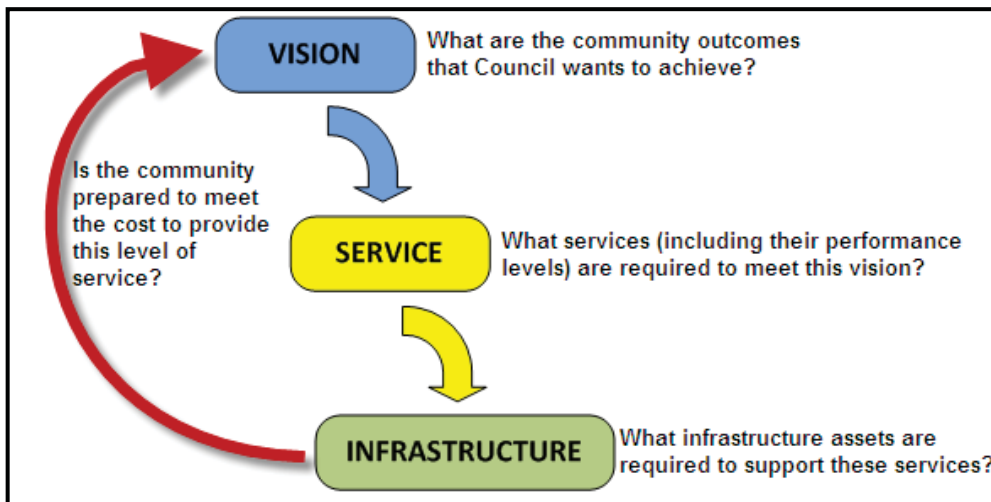 VISION
What are the community outcomes
that Council wants to achieve?
Is the community
prepared to meet
the cost to provide
this level of
service?
SERVICE
What services (including their performance
levels) are required to meet this vision?
INFRASTRUCTURE
What infrastructure assets are
required to support these services?